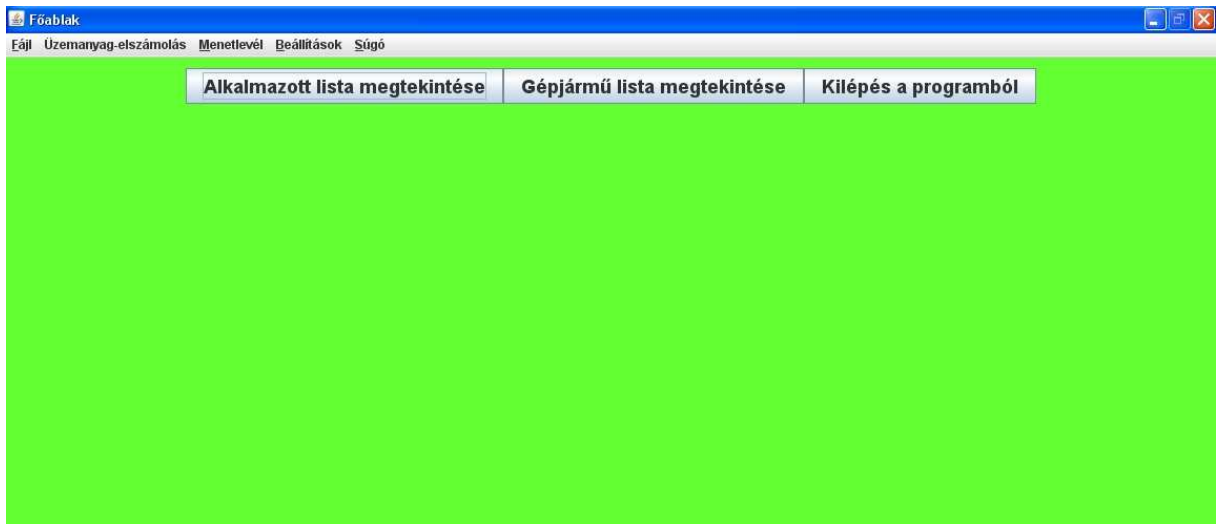 Főablak
Fájl Üzemanyag-elszámolás Menetlevél Beállítások Súgó
Alkalmazott lista megtekintése Gépjármű lista megtekintése Kilépés a programból